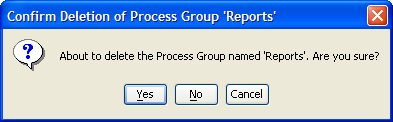 Confirm Deletion of Process Group 'Reports'
About to delete the Process Group named 'Reports'. Are you sure?
Yes No Cancel